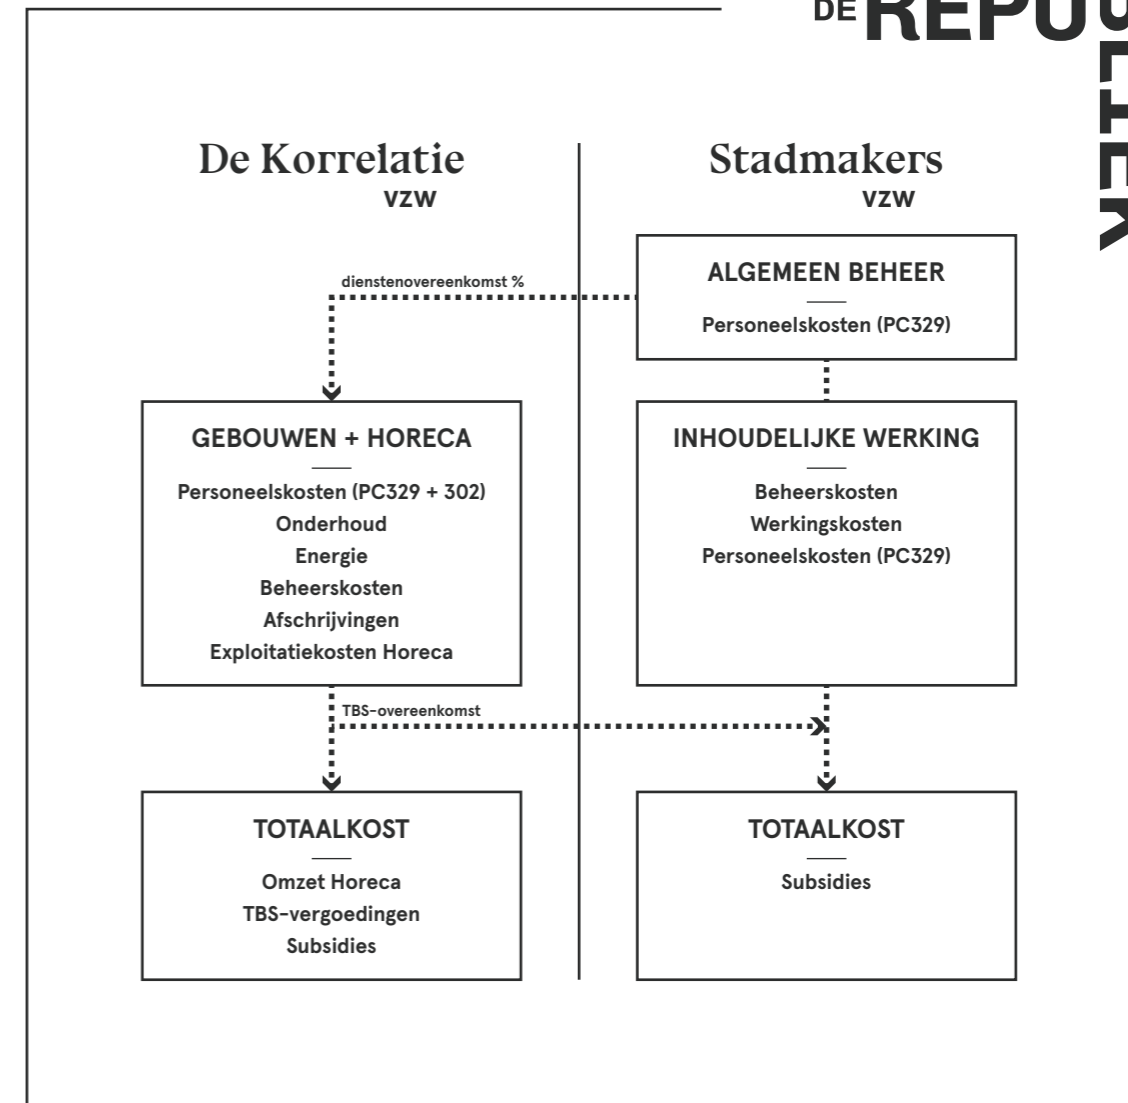 DE REPUBLIEK
De Korrelatie
VZW
Stadmakers
VZW
ALGEMEEN BEHEER
Personeelskosten (PC329)
dienstenovereenkomst %
GEBOUWEN + HORECA
Personeelskosten (PC329 + 302)
Onderhoud
Energie
Beheerskosten
Afschrijvingen
Exploitatiekosten Horeca
INHOUDELIJKE WERKING
Beheerskosten
Werkingskosten
Personeelskosten (PC329)
TBS-overeenkomst
TOTAALKOST
Omzet Horeca
TBS-vergoedingen
Subsidies
TOTAALKOST
Subsidies